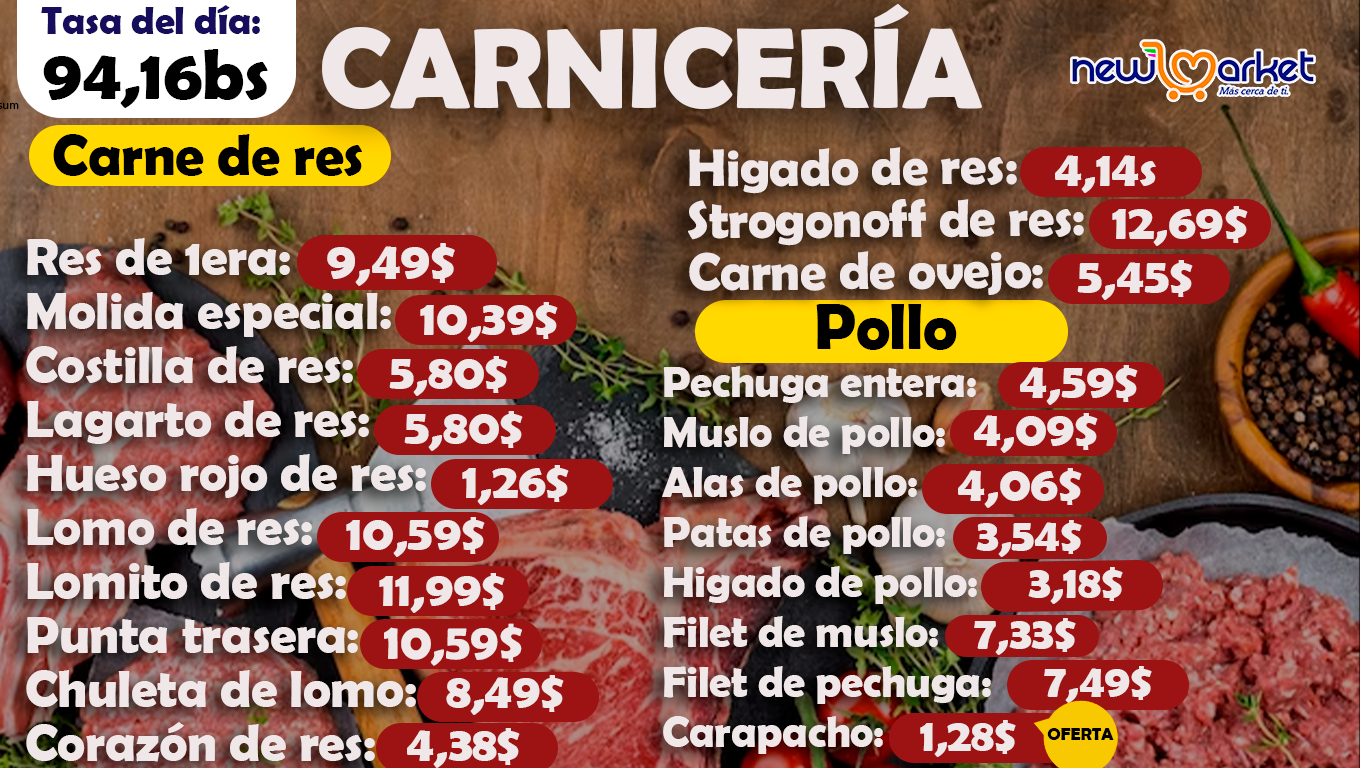 Tasa del día:
94,16bs
sum
CARNICERÍA
new market
Más cerca de ti.
Carne de res
Res de 1era: 9,49$
Molida especial: 10,39$
Costilla de res: 5,80$
Lagarto de res: 5,80$
Hueso rojo de res: 1,26$
Lomo de res: 10,59$
Lomito de res: 11,99$
Punta trasera: 10,59$
Chuleta de lomo: 8,49$
Corazón de res: 4,38$
Higado de res: 4,14s
Strogonoff de res: 12,69$
Carne de ovejo: 5,45$
Pollo
Pechuga entera: 4,59$
Muslo de pollo: 4,09$
Alas de pollo: 4,06$
Patas de pollo: 3,54$
Higado de pollo: 3,18$
Filet de muslo: 7,33$
Filet de pechuga: 7,49$
Carapacho: 1,28$
OFERTA